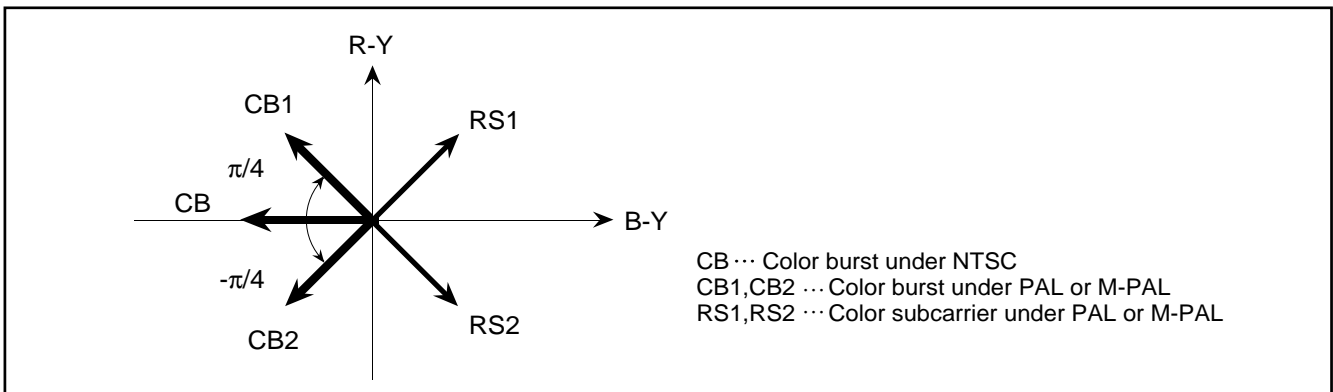 R-Y
CB1
RS1
π/4
CB
B-Y
-π/4
CB2
RS2
CB ··· Color burst under NTSC
CB1,CB2 ··· Color burst under PAL or M-PAL
RS1,RS2 ··· Color subcarrier under PAL or M-PAL